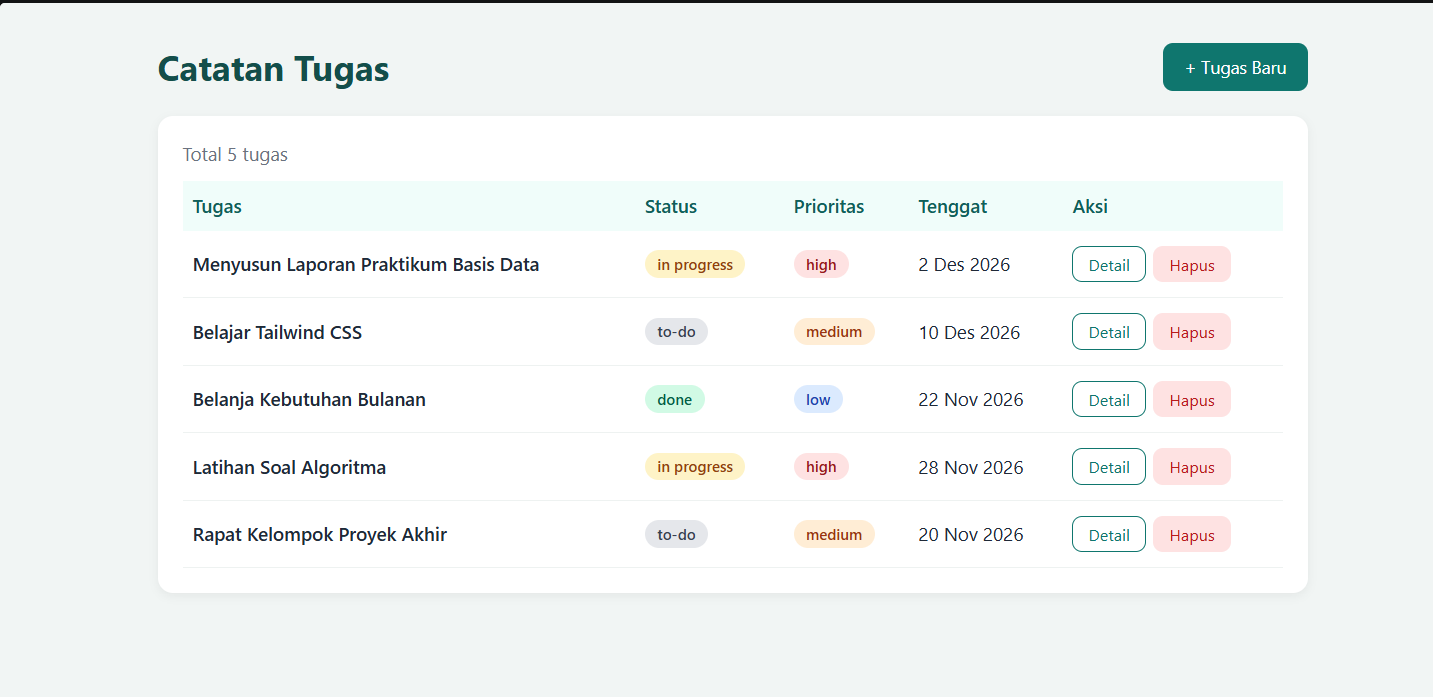 Catatan Tugas
+ Tugas Baru
Total 5 tugas
Tugas Status Prioritas Tenggat Aksi
Menyusun Laporan Praktikum Basis Data in progress high 2 Des 2026 Detail Hapus
Belajar Tailwind CSS to-do medium 10 Des 2026 Detail Hapus
Belanja Kebutuhan Bulanan done low 22 Nov 2026 Detail Hapus
Latihan Soal Algoritma in progress high 28 Nov 2026 Detail Hapus
Rapat Kelompok Proyek Akhir to-do medium 20 Nov 2026 Detail Hapus